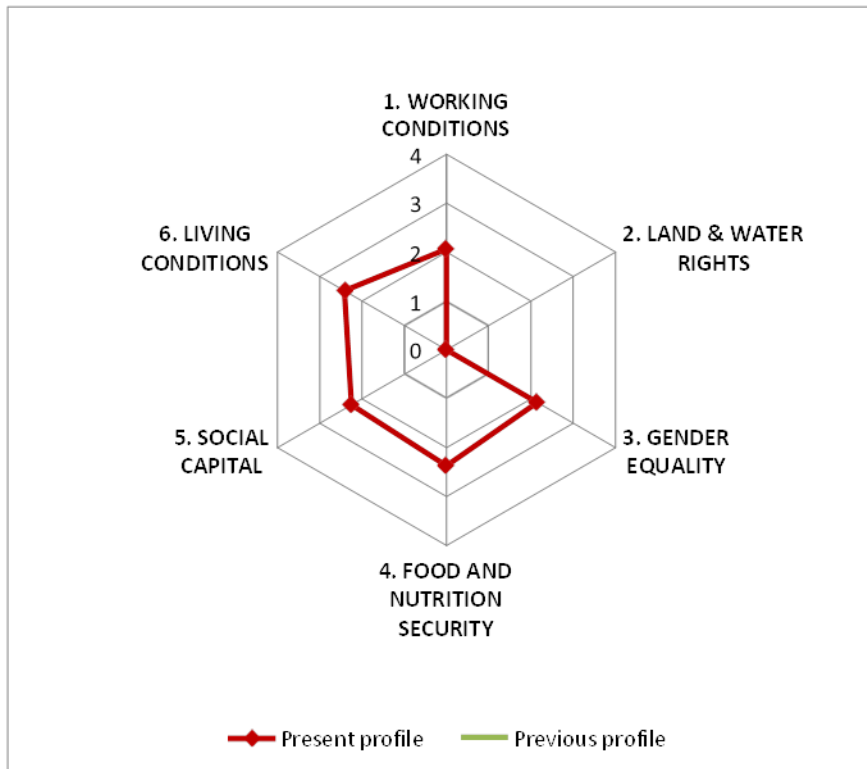 1. WORKING
CONDITIONS
4
3
2
1
0
6. LIVING
CONDITIONS
2. LAND & WATER
RIGHTS
5. SOCIAL
CAPITAL
3. GENDER
EQUALITY
4. FOOD AND
NUTRITION
SECURITY
Present profile
Previous profile